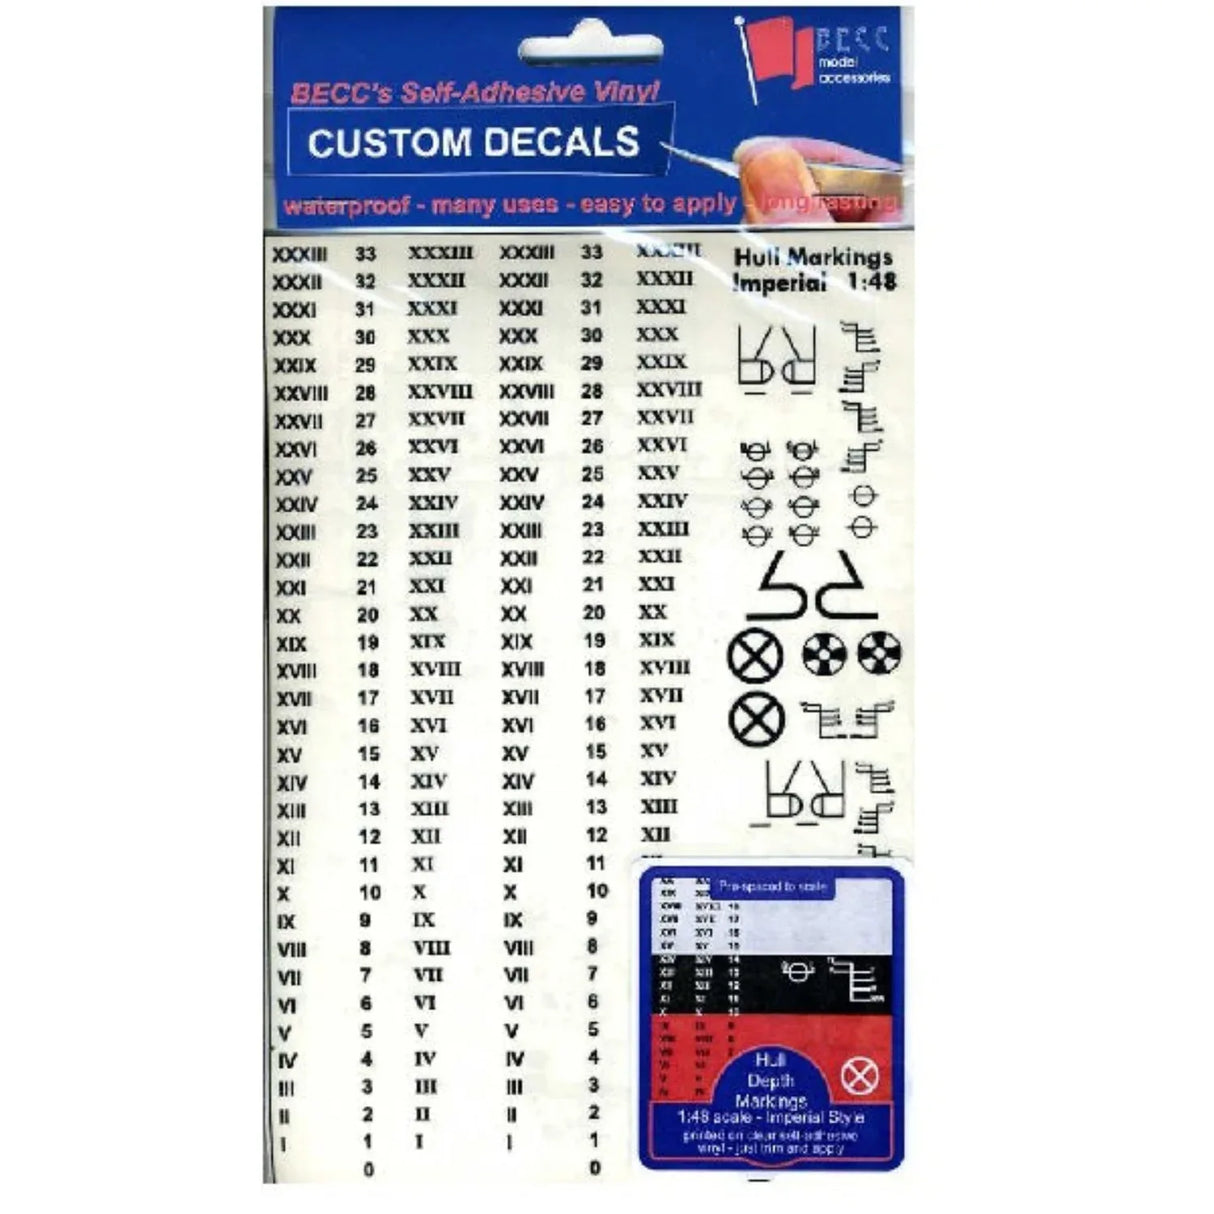 BECC
model
accessories
BECC's Self-Adhesive Vinyl
CUSTOM DECALS
waterproof - many uses - easy to apply - long lasting
Hull Markings
Imperial 1:48
XXXIII 33 XXXIII XXXIII 33 XXXIII
XXXII 32 XXXII XXXII 32 XXXII
XXXI 31 XXXI XXXI 31 XXXI
XXX 30 XXX XXX 30 XXX
XXIX 29 XXIX XXIX 29 XXIX
XXVIII 28 XXVIII XXVIII 28 XXVIII
XXVII 27 XXVII XXVII 27 XXVII
XXVI 26 XXVI XXVI 26 XXVI
XXV 25 XXV XXV 25 XXV
XXIV 24 XXIV XXIV 24 XXIV
XXIII 23 XXIII XXIII 23 XXIII
XXII 22 XXII XXII 22 XXII
XXI 21 XXI XXI 21 XXI
XX 20 XX XX 20 XX
XIX 19 XIX XIX 19 XIX
XVIII 18 XVIII XVIII 18 XVIII
XVII 17 XVII XVII 17 XVII
XVI 16 XVI XVI 16 XVI
XV 15 XV XV 15 XV
XIV 14 XIV XIV 14 XIV
XIII 13 XIII XIII 13 XIII
XII 12 XII XII 12 XII
XI 11 XI XI 11
X 10 X X 10
IX 9 IX IX 9
VIII 8 VIII VIII 8
VII 7 VII VII 7
VI 6 VI VI 6
V 5 V V 5
IV 4 IV IV 4
III 3 III III 3
II 2 II II 2
I 1 I I 1
0 0
Pre-spaced to scale
Hull
Depth
Markings
1:48 scale - Imperial Style
printed on clear self-adhesive
vinyl - just trim and apply